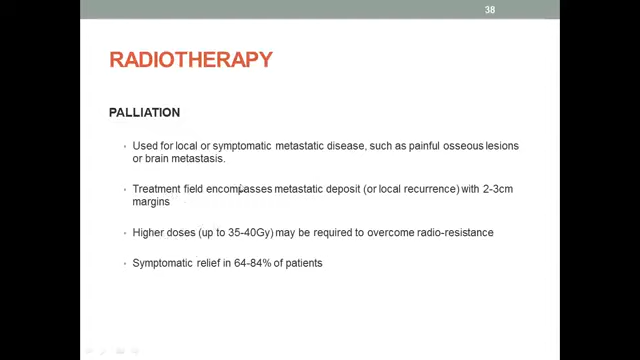 38
RADIOTHERAPY
PALLIATION
Used for local or symptomatic metastatic disease, such as painful osseous lesions
or brain metastasis.
Treatment field encompasses metastatic deposit (or local recurrence) with 2-3cm
margins
Higher doses (up to 35-40Gy) may be required to overcome radio-resistance
Symptomatic relief in 64-84% of patients